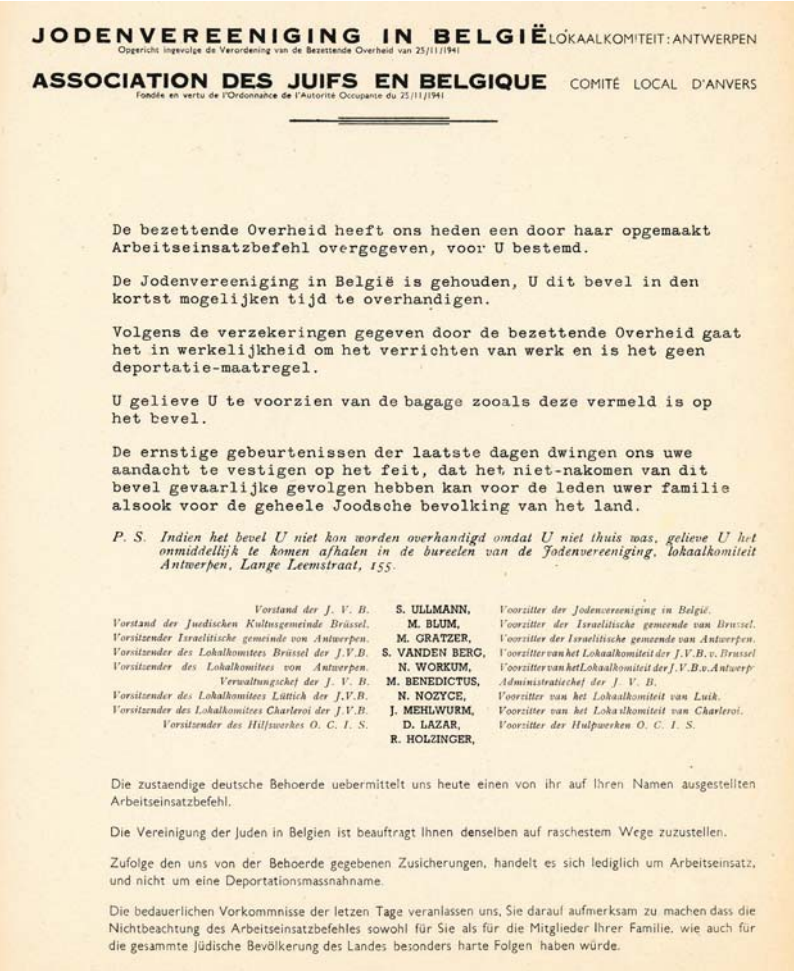 JODENVEREENIGING IN BELGIË LOKAALKOMITEIT: ANTWERPEN
Opgericht ingevolge de Verordening van de Bezettende Overheid van 25/11/1941
ASSOCIATION DES JUIFS EN BELGIQUE COMITÉ LOCAL D'ANVERS
Fondée en vertu de l'Ordonnance de l'Autorité Occupante du 25/11/1941
De bezettende Overheid heeft ons heden een door haar opgemaakt
Arbeitseinsatzbefehl overgegeven, voor U bestemd.
De Jodenvereeniging in België is gehouden, U dit bevel in den
kortst mogelijken tijd te overhandigen.
Volgens de verzekeringen gegeven door de bezettende Overheid gaat
het in werkelijkheid om het verrichten van werk en is het geen
deportatie-maatregel.
U gelieve U te voorzien van de bagage zooals deze vermeld is op
het bevel.
De ernstige gebeurtenissen der laatste dagen dwingen ons uwe
aandacht te vestigen op het feit, dat het niet-nakomen van dit
bevel gevaarlijke gevolgen hebben kan voor de leden uwer familie
alsook voor de geheele Joodsche bevolking van het land.
P. S. Indien het bevel U niet kon worden overhandigd omdat U niet thuis was, gelieve U het
onmiddellijk te komen afhalen in de bureelen van de Jodenvereeniging, lokaalkomiteit
Antwerpen, Lange Leemstraat, 155.
Vorstand der J. V. B. S. ULLMANN, Voorzitter der Jodenvereeniging in België.
Vorstand der Juedischen Kultusgemeinde Brüssel. M. BLUM, Voorzitter der Israelitische gemeende van Brussel.
Vorsitzender Israelitische gemeinde von Antwerpen. M. GRATZER, Voorzitter der Israelitische gemeende van Antwerpen.
Vorsitzender des Lokalkomitees Brüssel der J.V.B. S. VANDEN BERG, Voorzitter van het Lokaalkomiteit der J.V.B. v. Brussel
Vorsitzender des Lokalkomitees von Antwerpen. N. WORKUM, Voorzitter van het Lokaalkomiteit der J.V.B.v.Antwerp
Verwaltungschef der J. V. B. M. BENEDICTUS, Administratiechef der J. V. B.
Vorsitzender des Lokalkomitees Lüttich der J.V.B. N. NOZYCE, Voorzitter van het Lokaalkomiteit van Luik.
Vorsitzender des Lokalkomitees Charleroi der J.V.B. J. MEHLWURM, Voorzitter van het Lokaalkomiteit van Charleroi.
Vorsitzender des Hilfswerkes O. C. I. S. D. LAZAR, Voorzitter der Hulpwerken O. C. I. S.
R. HOLZINGER,
Die zustaendige deutsche Behoerde uebermittelt uns heute einen von ihr auf Ihren Namen ausgestellten
Arbeitseinsatzbefehl.
Die Vereinigung der Juden in Belgien ist beauftragt Ihnen denselben auf raschestem Wege zuzustellen.
Zufolge den uns von der Behoerde gegebenen Zusicherungen, handelt es sich lediglich um Arbeitseinsatz,
und nicht um eine Deportationsmassnahname.
Die bedauerlichen Vorkommnisse der letzen Tage veranlassen uns, Sie darauf aufmerksam zu machen dass die
Nichtbeachtung des Arbeitseinsatzbefehles sowohl für Sie als für die Mitglieder Ihrer Familie, wie auch für
die gesammte Jüdische Bevölkerung des Landes besonders harte Folgen haben würde.